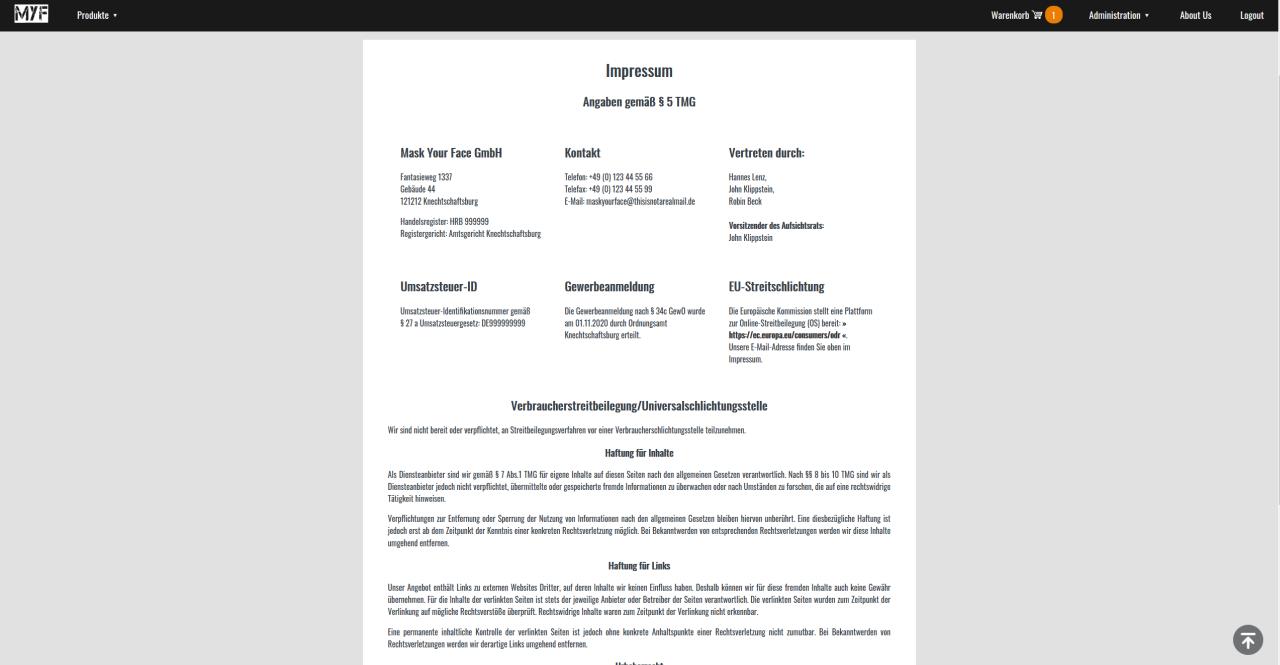 MYF
Produkte
Warenkorb 1
Administration
About Us
Logout
Impressum
Angaben gemäß § 5 TMG
Mask Your Face GmbH
Fantasieweg 1337
Gebäude 44
121212 Knechtschaftsburg
Handelsregister: HRB 999999
Registergericht: Amtsgericht Knechtschaftsburg
Kontakt
Telefon: +49 (0) 123 44 55 66
Telefax: +49 (0) 123 44 55 99
E-Mail: maskyourface@thisisnotarealmail.de
Vertreten durch:
Hannes Lenz,
John Klippstein,
Robin Beck
Vorsitzender des Aufsichtsrats:
John Klippstein
Umsatzsteuer-ID
Umsatzsteuer-Identifikationsnummer gemäß
§ 27 a Umsatzsteuergesetz: DE999999999
Gewerbeanmeldung
Die Gewerbeanmeldung nach § 34c GewO wurde
am 01.11.2020 durch Ordnungsamt
Knechtschaftsburg erteilt.
EU-Streitschlichtung
Die Europäische Kommission stellt eine Plattform
zur Online-Streitbeilegung (OS) bereit: »
https://ec.europa.eu/consumers/odr «.
Unsere E-Mail-Adresse finden Sie oben im
Impressum.
Verbraucherstreitbeilegung/Universalschlichtungsstelle
Wir sind nicht bereit oder verpflichtet, an Streitbeilegungsverfahren vor einer Verbraucherschlichtungsstelle teilzunehmen.
Haftung für Inhalte
Als Diensteanbieter sind wir gemäß § 7 Abs.1 TMG für eigene Inhalte auf diesen Seiten nach den allgemeinen Gesetzen verantwortlich. Nach §§ 8 bis 10 TMG sind wir als
Diensteanbieter jedoch nicht verpflichtet, übermittelte oder gespeicherte fremde Informationen zu überwachen oder nach Umständen zu forschen, die auf eine rechtswidrige
Tätigkeit hinweisen.
Verpflichtungen zur Entfernung oder Sperrung der Nutzung von Informationen nach den allgemeinen Gesetzen bleiben hiervon unberührt. Eine diesbezügliche Haftung ist
jedoch erst ab dem Zeitpunkt der Kenntnis einer konkreten Rechtsverletzung möglich. Bei Bekanntwerden von entsprechenden Rechtsverletzungen werden wir diese Inhalte
umgehend entfernen.
Haftung für Links
Unser Angebot enthält Links zu externen Websites Dritter, auf deren Inhalte wir keinen Einfluss haben. Deshalb können wir für diese fremden Inhalte auch keine Gewähr
übernehmen. Für die Inhalte der verlinkten Seiten ist stets der jeweilige Anbieter oder Betreiber der Seiten verantwortlich. Die verlinkten Seiten wurden zum Zeitpunkt der
Verlinkung auf mögliche Rechtsverstöße überprüft. Rechtswidrige Inhalte waren zum Zeitpunkt der Verlinkung nicht erkennbar.
Eine permanente inhaltliche Kontrolle der verlinkten Seiten ist jedoch ohne konkrete Anhaltspunkte einer Rechtsverletzung nicht zumutbar. Bei Bekanntwerden von
Rechtsverletzungen werden wir derartige Links umgehend entfernen.